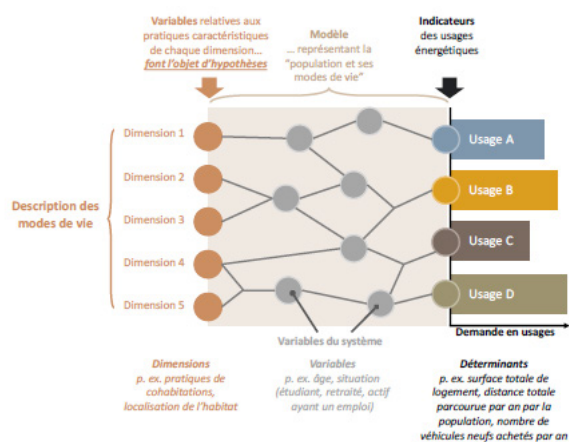 Variables relatives aux
pratiques caractéristiques
de chaque dimension...
font l'objet d'hypothèses
Modèle
... représentant la
"population et ses
modes de vie"
Indicateurs
des usages
énergétiques
Description des
modes de vie
Dimension 1
Dimension 2
Dimension 3
Dimension 4
Dimension 5
Usage A
Usage B
Usage C
Usage D
Variables du système
Demande en usages
Dimensions
p. ex. pratiques de
cohabitations,
localisation de l'habitat
Variables
p. ex. âge, situation
(étudiant, retraité, actif
ayant un emploi)
Déterminants
p. ex. surface totale de
logement, distance totale
parcourue par an par la
population, nombre de
véhicules neufs achetés par an